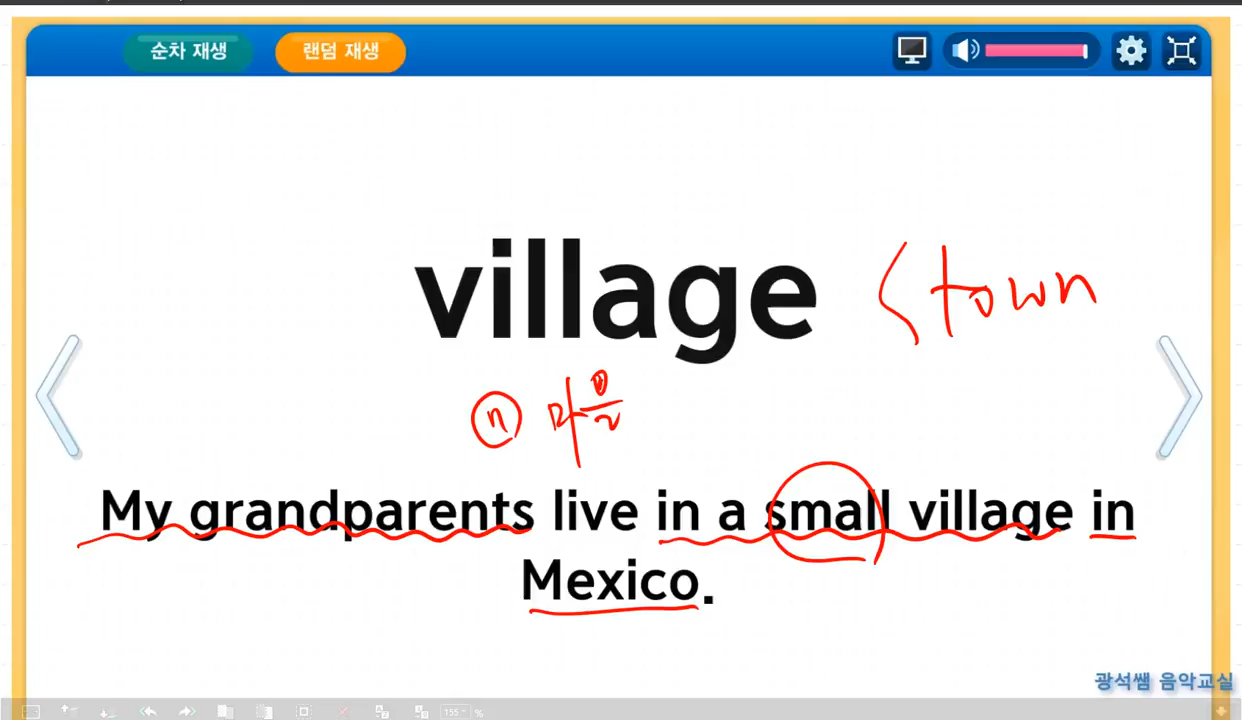 순차 재생 랜덤 재생
village < town
ⓝ 마을
My grandparents live in a small village in
Mexico.
광석쌤 음악교실
155 %